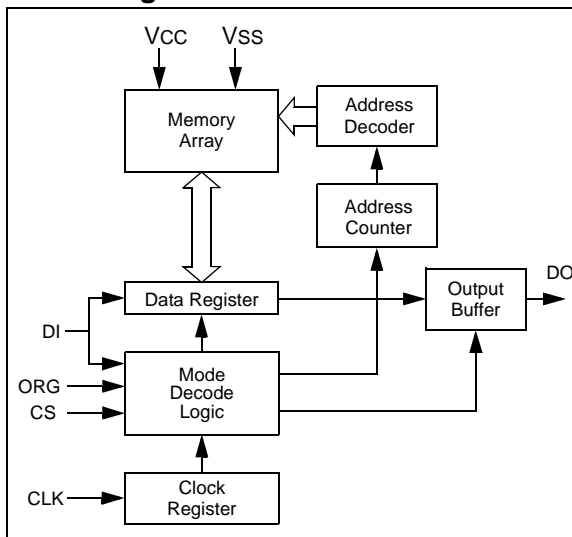 VCC VSS
Memory
Array
Address
Decoder
Address
Counter
Data Register
Output
Buffer
DO
DI
Mode
Decode
Logic
ORG
CS
CLK
Clock
Register